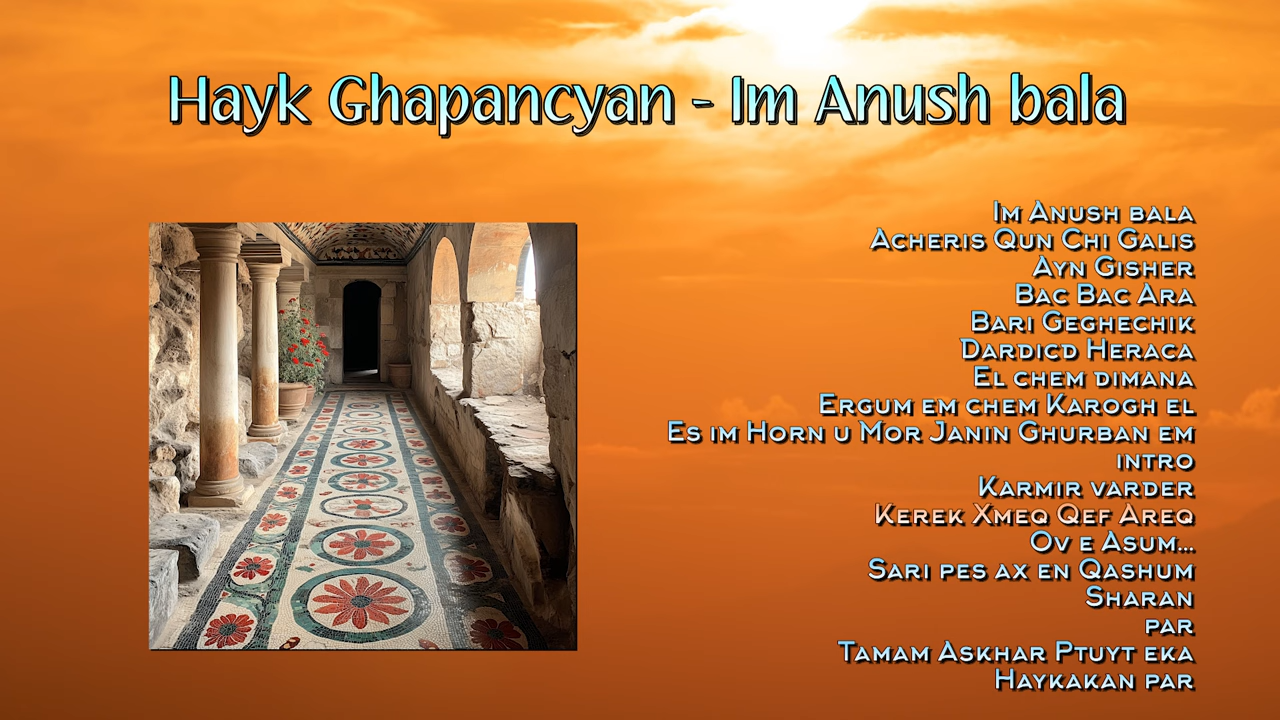 Hayk Ghapancyan - Im Anush bala
Im Anush bala
Acheris Qun Chi Galis
Ayn Gisher
Bac Bac Ara
Bari Geghechik
Dardicd Heraca
El chem dimana
Ergum em chem Karogh el
Es im Horn u Mor Janin Ghurban em
intro
Karmir varder
Kerek Xmeq Qef Areq
Ov e Asum...
Sari pes ax en Qashum
Sharan
par
Tamam Askhar Ptuyt eka
Haykakan par